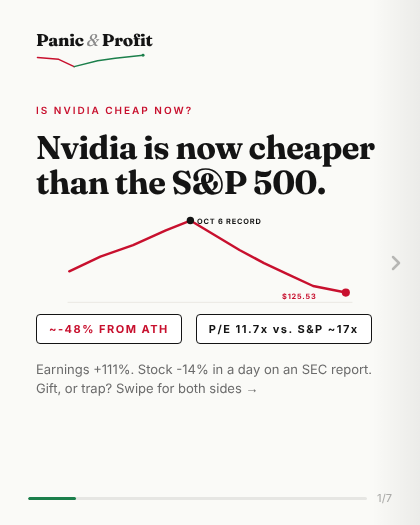 Panic & Profit
IS NVIDIA CHEAP NOW?
Nvidia is now cheaper
than the S&P 500.
OCT 6 RECORD
$125.53
~-48% FROM ATH
P/E 11.7x vs. S&P ~17x
Earnings +111%. Stock -14% in a day on an SEC report.
Gift, or trap? Swipe for both sides →
1/7